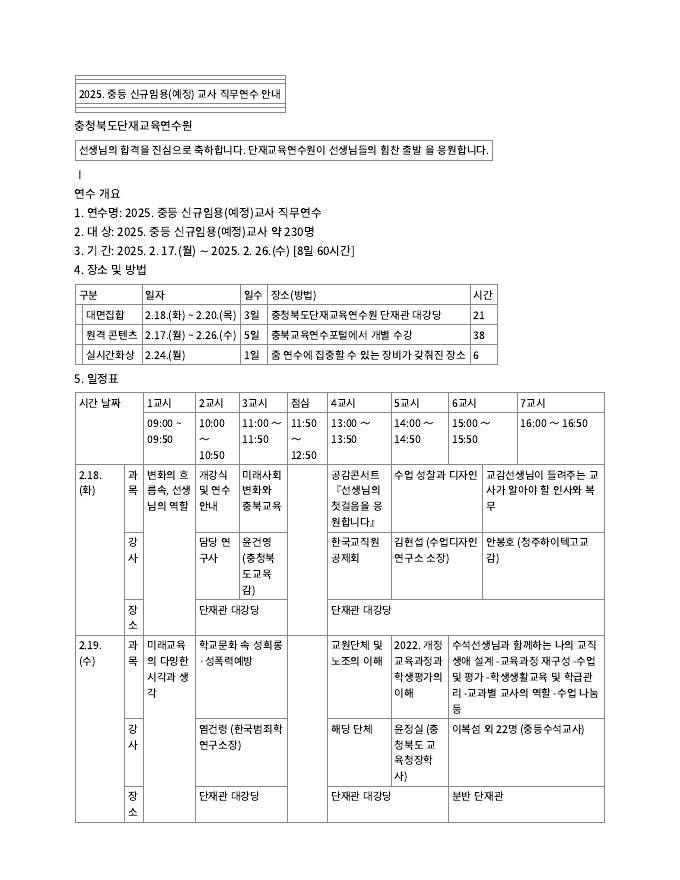 2025. 중등 신규임용(예정) 교사 직무연수 안내
충청북도단재교육연수원
선생님의 합격을 진심으로 축하합니다. 단재교육연수원이 선생님들의 힘찬 출발 을 응원합니다.
Ⅰ
연수 개요
1. 연수명: 2025. 중등 신규임용(예정)교사 직무연수
2. 대 상: 2025. 중등 신규임용(예정)교사 약 230명
3. 기 간: 2025. 2. 17.(월) ~ 2025. 2. 26.(수) [8일 60시간]
4. 장소 및 방법
구분 일자 일수 장소(방법) 시간
대면집합 2.18.(화) ~ 2.20.(목) 3일 충청북도단재교육연수원 단재관 대강당 21
원격 콘텐츠 2.17.(월) ~ 2.26.(수) 5일 충북교육연수포털에서 개별 수강 38
실시간화상 2.24.(월) 1일 줌 연수에 집중할 수 있는 장비가 갖춰진 장소 6
5. 일정표
시간 날짜 1교시 2교시 3교시 점심 4교시 5교시 6교시 7교시
09:00 ~
09:50
10:00
~
10:50
11:00 ~
11:50
11:50
~
12:50
13:00 ~
13:50
14:00 ~
14:50
15:00 ~
15:50
16:00 ~ 16:50
2.18.
(화)
과
목
변화의 흐
름속, 선생
님의 역할
개강식
및 연수
안내
미래사회
변화와
충북교육
공감콘서트
『선생님의
첫걸음을 응
원합니다』
수업 성찰과 디자인
교감선생님이 들려주는 교
사가 알아야 할 인사와 복
무
강
사
담당 연
구사
윤건영
(충청북
도교육
감)
한국교직원
공제회
김현섭 (수업디자인
연구소 소장)
안봉호 (청주하이텍고교
감)
장
소
단재관 대강당
단재관 대강당
2.19.
(수)
과
목
미래교육
의 다양한
시각과 생
각
학교문화 속 성희롱
·성폭력예방
교원단체 및
노조의 이해
2022. 개정
교육과정과
학생평가의
이해
수석선생님과 함께하는 나의 교직
생애 설계 -교육과정 재구성 -수업
및 평가 -학생생활교육 및 학급관
리 -교과별 교사의 역할 -수업 나눔
등
강
사
염건령 (한국범죄학
연구소장)
해당 단체
윤정실 (충
청북도 교
육청장학
사)
이복섬 외 22명 (중등수석교사)
장
소
단재관 대강당
단재관 대강당
분반 단재관